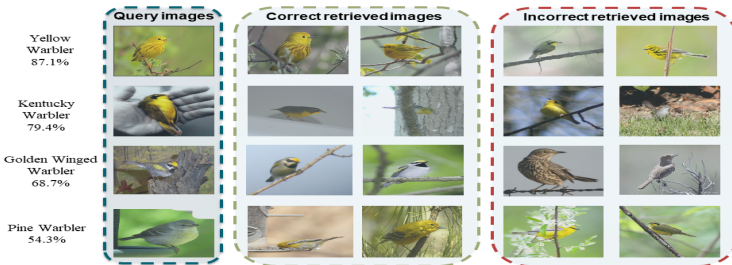 Query images
Correct retrieved images
Incorrect retrieved images
Yellow
Warbler
87.1%
Kentucky
Warbler
79.4%
Golden Winged
Warbler
68.7%
Pine Warbler
54.3%